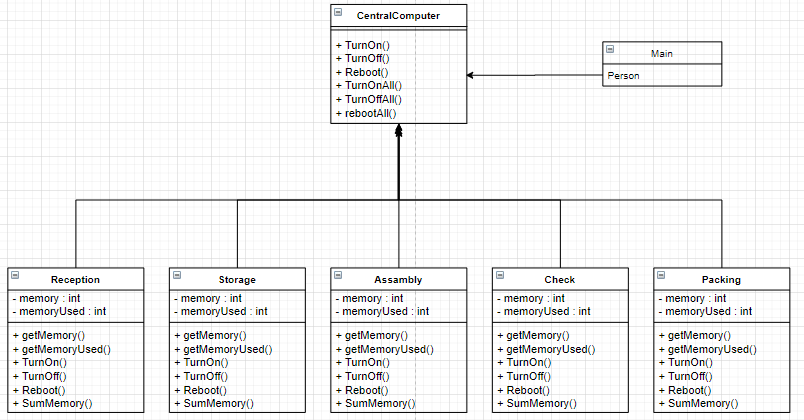 CentralComputer
+ TurnOn()
+ TurnOff()
+ Reboot()
+ TurnOnAll()
+ TurnOffAll()
+ rebootAll()
Main
Person
Reception
- memory : int
- memoryUsed : int
+ getMemory()
+ getMemoryUsed()
+ TurnOn()
+ TurnOff()
+ Reboot()
+ SumMemory()
Storage
- memory : int
- memoryUsed : int
+ getMemory()
+ getMemoryUsed()
+ TurnOn()
+ TurnOff()
+ Reboot()
+ SumMemory()
Assambly
- memory : int
- memoryUsed : int
+ getMemory()
+ getMemoryUsed()
+ TurnOn()
+ TurnOff()
+ Reboot()
+ SumMemory()
Check
- memory : int
- memoryUsed : int
+ getMemory()
+ getMemoryUsed()
+ TurnOn()
+ TurnOff()
+ Reboot()
+ SumMemory()
Packing
- memory : int
- memoryUsed : int
+ getMemory()
+ getMemoryUsed()
+ TurnOn()
+ TurnOff()
+ Reboot()
+ SumMemory()